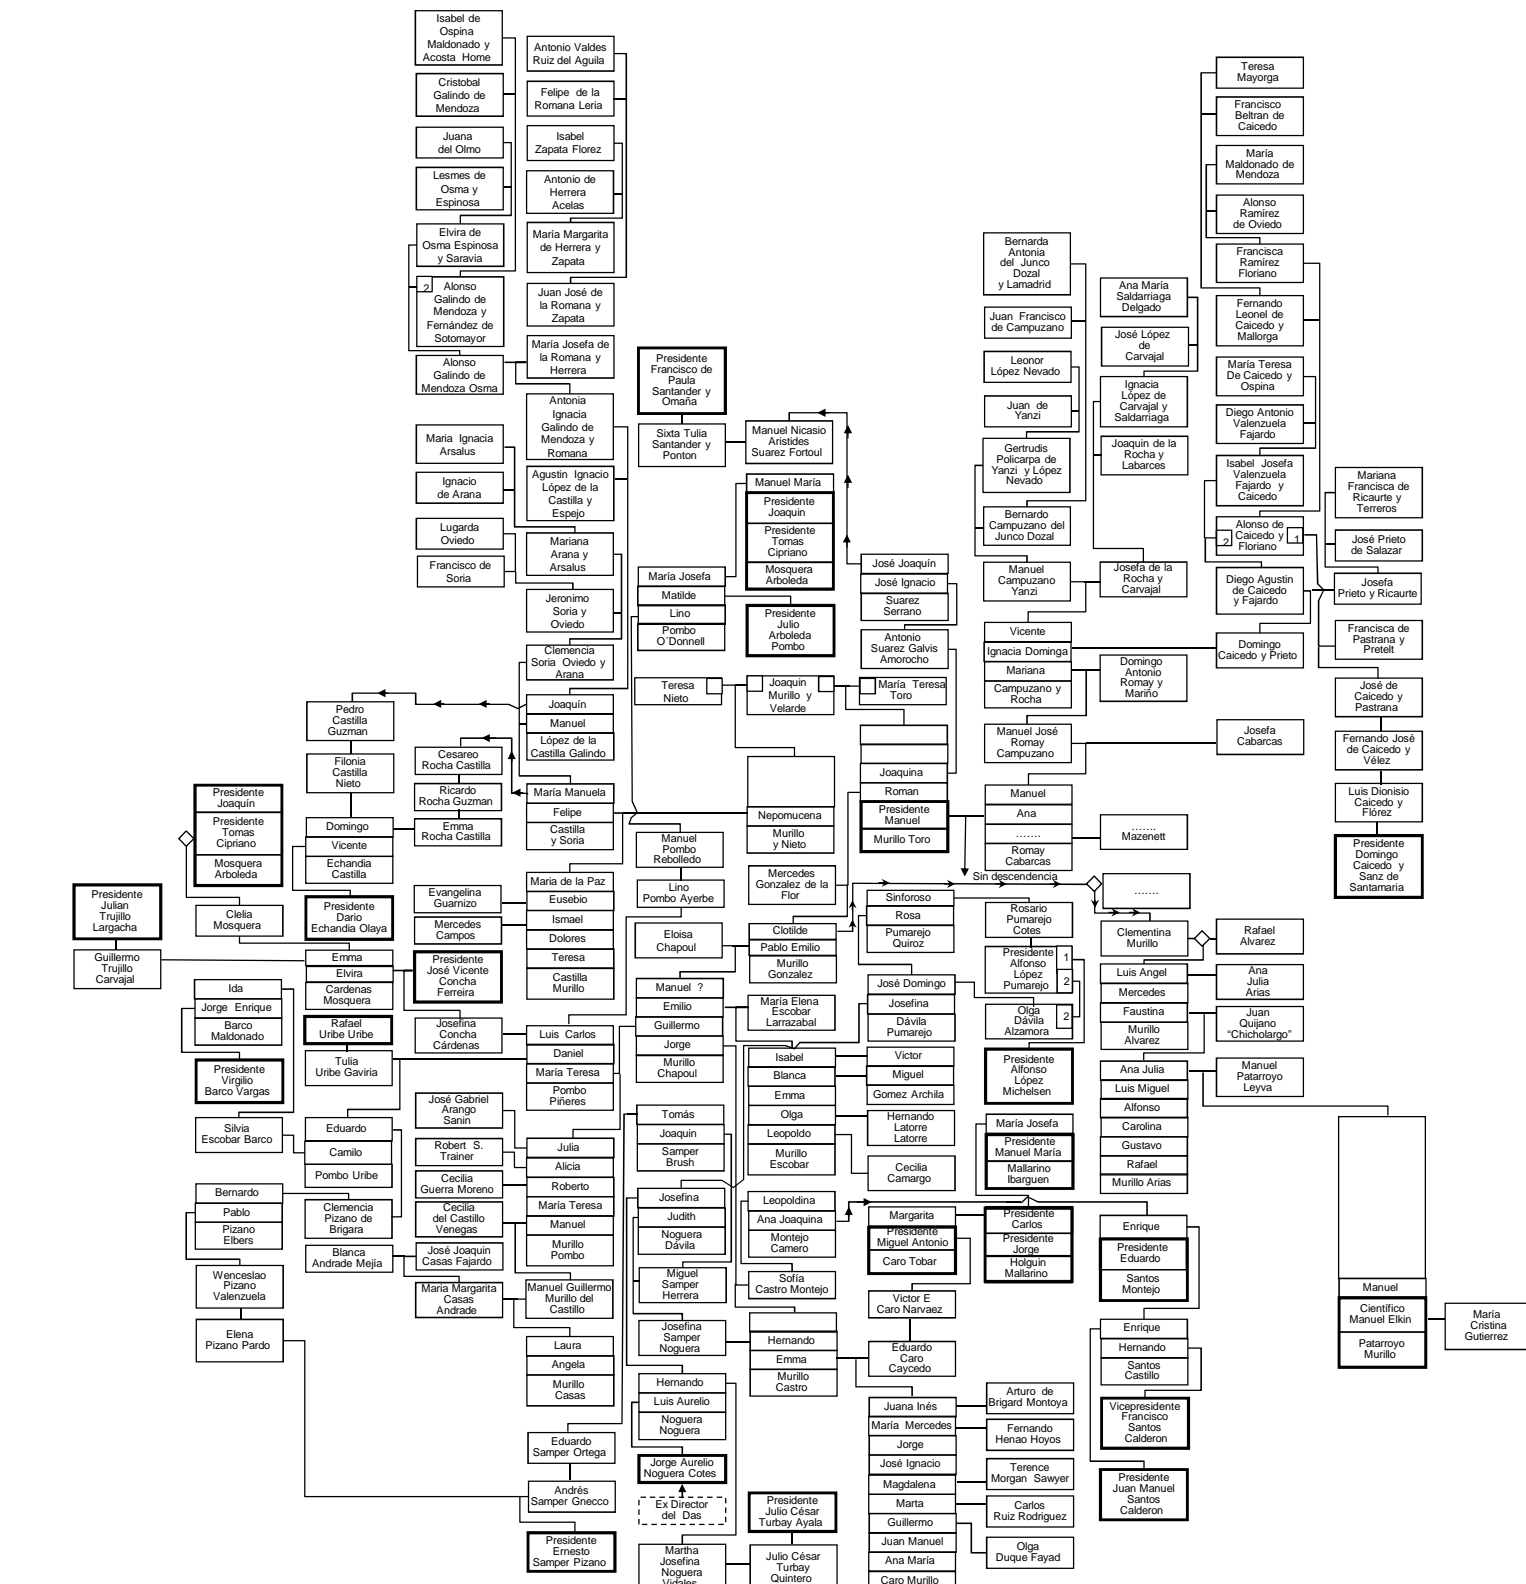 Isabel de
Ospina
Maldonado y
Acosta Home
Cristobal
Galindo de
Mendoza
Juana
del Olmo
Lesmes de
Osma y
Espinosa
Elvira de
Osma Espinosa
y Saravia
2
Alonso
Galindo de
Mendoza y
Fernández de
Sotomayor
Alonso
Galindo de
Mendoza Osma
Antonio Valdes
Ruiz del Aguila
Felipe de la
Romana Leria
Isabel
Zapata Florez
Antonio de
Herrera
Acelas
María Margarita
de Herrera y
Zapata
Juan José de
la Romana y
Zapata
María Josefa de
la Romana y
Herrera
Antonia
Ignacia
Galindo de
Mendoza y
Romana
Maria Ignacia
Arsalus
Ignacio
de Arana
Lugarda
Oviedo
Francisco de
Soria
Agustin Ignacio
López de la
Castilla y
Espejo
Mariana
Arana y
Arsalus
Jeronimo
Soria y
Oviedo
Clemencia
Soria Oviedo y
Arana
Joaquín
Manuel
López de la
Castilla Galindo
Presidente
Francisco de
Paula
Santander y
Omaña
Sixta Tulia
Santander y
Ponton
Manuel Nicasio
Aristides
Suarez Fortoul
Manuel María
Presidente
Joaquin
Presidente
Tomas
Cipriano
Mosquera
Arboleda
María Josefa
Matilde
Lino
Pombo
O´Donnell
Presidente
Julio
Arboleda
Pombo
José Joaquín
José Ignacio
Suarez
Serrano
Antonio
Suarez Galvis
Amorocho
Teresa
Nieto
Joaquin
Murillo y
Velarde
María Teresa
Toro
Bernarda
Antonia
del Junco
Dozal
y Lamadrid
Juan Francisco
de Campuzano
Leonor
López Nevado
Juan de
Yanzi
Gertrudis
Policarpa de
Yanzi y López
Nevado
Bernardo
Campuzano del
Junco Dozal
Manuel
Campuzano
Yanzi
Ana María
Saldarriaga
Delgado
José López
de
Carvajal
Ignacia
López de
Carvajal y
Saldarriaga
Joaquin de la
Rocha y
Labarces
Josefa de la
Rocha y
Carvajal
Vicente
Ignacia Dominga
Mariana
Campuzano y
Rocha
Domingo
Antonio
Romay y
Mariño
Manuel José
Romay
Campuzano
Josefa
Cabarcas
Teresa
Mayorga
Francisco
Beltran de
Caicedo
María
Maldonado de
Mendoza
Alonso
Ramírez
de Oviedo
Francisca
Ramírez
Floriano
Fernando
Leonel de
Caicedo y
Mallorga
María Teresa
De Caicedo y
Ospina
Diego Antonio
Valenzuela
Fajardo
Isabel Josefa
Valenzuela
Fajardo y
Caicedo
Alonso de
Caicedo y
Floriano
2
1
Diego Agustin
de Caicedo
y Fajardo
Domingo
Caicedo y Prieto
Mariana
Francisca de
Ricaurte y
Terreros
José Prieto
de Salazar
Josefa
Prieto y Ricaurte
Francisca de
Pastrana y
Pretelt
José de
Caicedo y
Pastrana
Fernando José
de Caicedo y
Vélez
Luis Dionisio
Caicedo y
Flórez
Presidente
Domingo
Caicedo y
Sanz de
Santamaria
Pedro
Castilla
Guzman
Filonia
Castilla
Nieto
Domingo
Vicente
Echandia
Castilla
Presidente
Dario
Echandia Olaya
Cesareo
Rocha Castilla
Ricardo
Rocha Guzman
Emma
Rocha Castilla
María Manuela
Felipe
Castilla
y Soria
Nepomucena
Murillo
y Nieto
Joaquina
Roman
Presidente
Manuel
Murillo Toro
Manuel
Ana
.......
Romay
Cabarcas
.......
Mazenett
Sin descendencia
.......
Presidente
Joaquín
Presidente
Tomas
Cipriano
Mosquera
Arboleda
Clelia
Mosquera
Presidente
Julian
Trujillo
Largacha
Guillermo
Trujillo
Carvajal
Emma
Elvira
Cardenas
Mosquera
Evangelina
Guarnizo
Mercedes
Campos
Presidente
José Vicente
Concha
Ferreira
Josefina
Concha
Cárdenas
Maria de la Paz
Eusebio
Ismael
Dolores
Teresa
Castilla
Murillo
Manuel
Pombo
Rebolledo
Lino
Pombo Ayerbe
Eloisa
Chapoul
Mercedes
Gonzalez de la
Flor
Clotilde
Pablo Emilio
Murillo
Gonzalez
Sinforoso
Rosa
Pumarejo
Quiroz
Rosario
Pumarejo
Cotes
Presidente
Alfonso
López
Pumarejo
1
2
Olga
Dávila
Alzamora
2
Presidente
Alfonso
López
Michelsen
José Domingo
Josefina
Dávila
Pumarejo
Clementina
Murillo
Rafael
Alvarez
Luis Angel
Mercedes
Faustina
Murillo
Alvarez
Ana
Julia
Arias
Juan
Quijano
“Chicholargo”
Ana Julia
Luis Miguel
Alfonso
Carolina
Gustavo
Rafael
Murillo Arias
Manuel
Patarroyo
Leyva
Manuel
Científico
Manuel Elkin
Patarroyo
Murillo
María
Cristina
Gutierrez
Ida
Jorge Enrique
Barco
Maldonado
Presidente
Virgilio
Barco Vargas
Silvia
Escobar Barco
Rafael
Uribe Uribe
Tulia
Uribe Gaviria
Luis Carlos
Daniel
María Teresa
Pombo
Piñeres
Manuel ?
Emilio
Guillermo
Jorge
Murillo
Chapoul
María Elena
Escobar
Larrazabal
Isabel
Blanca
Emma
Olga
Leopoldo
Murillo
Escobar
Victor
Miguel
Gomez Archila
Hernando
Latorre
Latorre
Cecilia
Camargo
Eduardo
Camilo
Pombo Uribe
Bernardo
Pablo
Pizano
Elbers
Clemencia
Pizano de
Brigara
Wenceslao
Pizano
Valenzuela
Elena
Pizano Pardo
Blanca
Andrade Mejía
José Gabriel
Arango
Sanin
Robert S.
Trainer
Cecilia
Guerra Moreno
Cecilia
del Castillo
Venegas
José Joaquin
Casas Fajardo
Maria Margarita
Casas
Andrade
Julia
Alicia
Roberto
María Teresa
Manuel
Murillo
Pombo
Manuel Guillermo
Murillo del
Castillo
Laura
Angela
Murillo
Casas
Tomás
Joaquin
Samper
Brush
Josefina
Judith
Noguera
Dávila
Miguel
Samper
Herrera
Josefina
Samper
Noguera
Leopoldina
Ana Joaquina
Montejo
Camero
Sofía
Castro Montejo
Hernando
Emma
Murillo
Castro
María Josefa
Presidente
Manuel María
Mallarino
Ibarguen
Margarita
Presidente
Miguel Antonio
Caro Tobar
Presidente
Carlos
Presidente
Jorge
Holguin
Mallarino
Victor E
Caro Narvaez
Eduardo
Caro
Caycedo
Enrique
Presidente
Eduardo
Santos
Montejo
Enrique
Hernando
Santos
Castillo
Vicepresidente
Francisco
Santos
Calderon
Presidente
Juan Manuel
Santos
Calderon
Hernando
Luis Aurelio
Noguera
Noguera
Jorge Aurelio
Noguera Cotes
Ex Director
del Das
Martha
Josefina
Noguera
Vidales
Presidente
Julio César
Turbay Ayala
Julio César
Turbay
Quintero
Eduardo
Samper Ortega
Andrés
Samper Gnecco
Presidente
Ernesto
Samper Pizano
Juana Inés
María Mercedes
Jorge
José Ignacio
Magdalena
Marta
Guillermo
Juan Manuel
Ana María
Caro Murillo
Arturo de
Brigard Montoya
Fernando
Henao Hoyos
Terence
Morgan Sawyer
Carlos
Ruiz Rodriguez
Olga
Duque Fayad